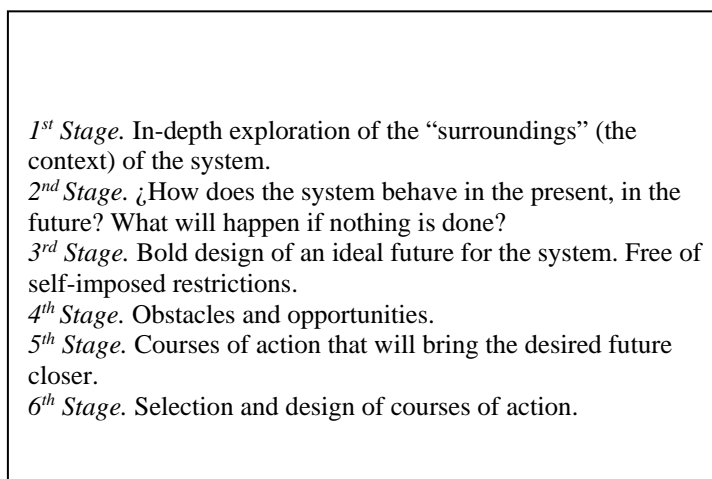 1st Stage. In-depth exploration of the “surroundings” (the
context) of the system.
2nd Stage. ¿How does the system behave in the present, in the
future? What will happen if nothing is done?
3rd Stage. Bold design of an ideal future for the system. Free of
self-imposed restrictions.
4th Stage. Obstacles and opportunities.
5th Stage. Courses of action that will bring the desired future
closer.
6th Stage. Selection and design of courses of action.